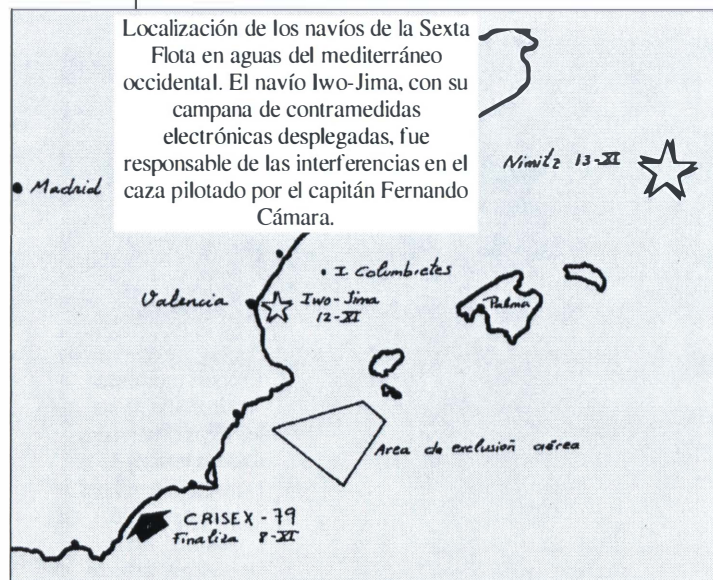 Localización de los navíos de la Sexta
Flota en aguas del mediterráneo
occidental. El navío Iwo-Jima, con su
campana de contramedidas
electrónicas desplegadas, fue
responsable de las interferencias en el
caza pilotado por el capitán Fernando
Cámara.
Nimitz 13-XI
Madrid
I Columbretes
Valencia
Iwo-Jima
12-XI
Palma
Area de exclusión aérea
CRISEX-79
Finaliza 8-XI